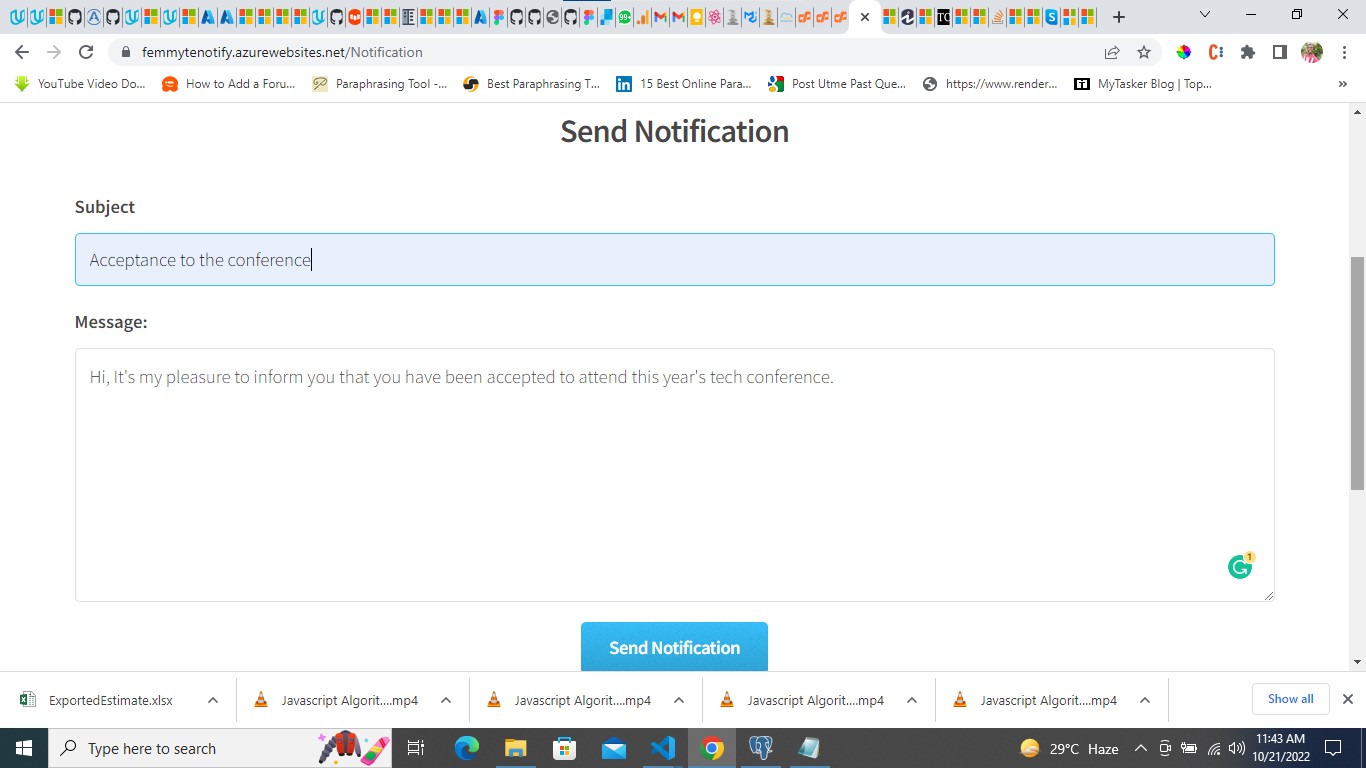 femmytenotify.azurewebsites.net/Notification
YouTube Video Do... How to Add a Foru... Paraphrasing Tool -... Best Paraphrasing T... 15 Best Online Para... Post Utme Past Que... https://www.render... MyTasker Blog | Top... »
Send Notification
Subject
Acceptance to the conference
Message:
Hi, It's my pleasure to inform you that you have been accepted to attend this year's tech conference.
1
Send Notification
ExportedEstimate.xlsx Javascript Algorit....mp4 Javascript Algorit....mp4 Javascript Algorit....mp4 Javascript Algorit....mp4 Show all
Type here to search 29°C Haze 11:43 AM
10/21/2022